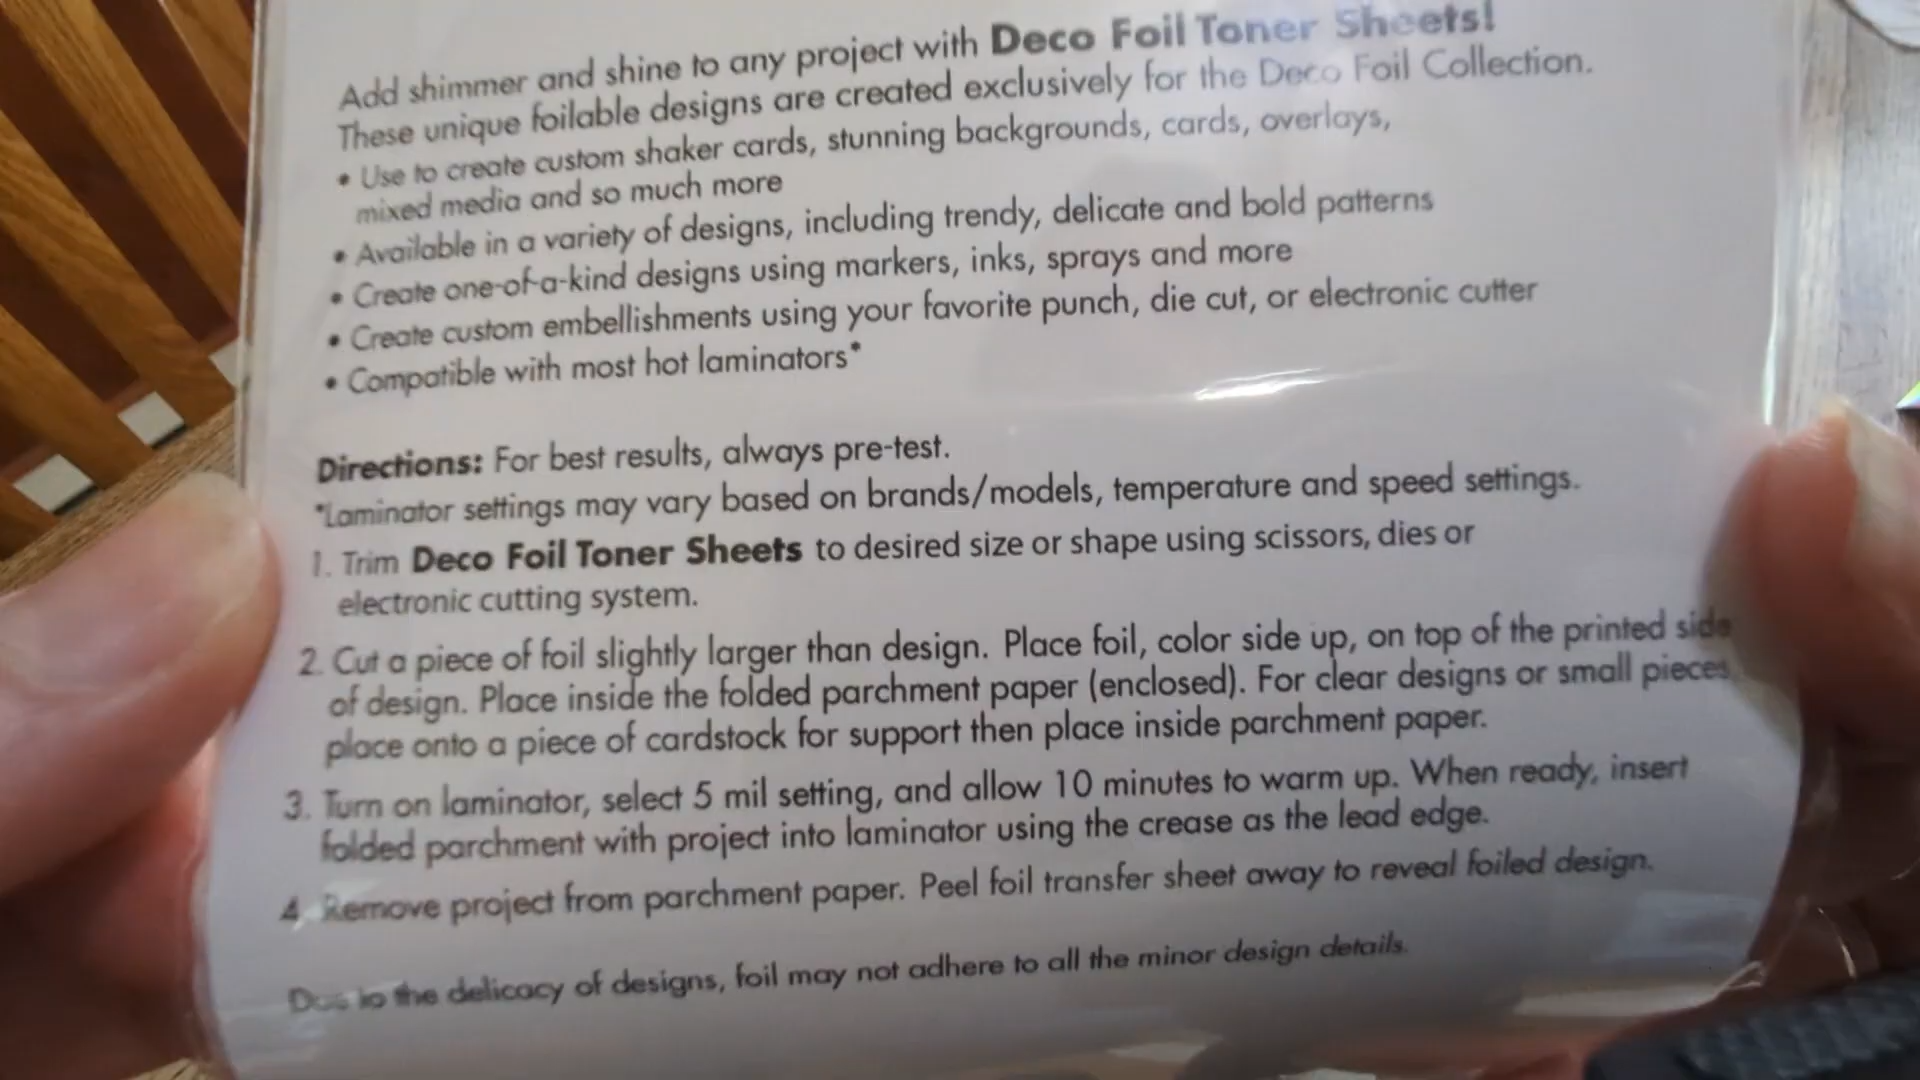 Add shimmer and shine to any project with Deco Foil Toner Sheets!
These unique foilable designs are created exclusively for the Deco Foil Collection.
• Use to create custom shaker cards, stunning backgrounds, cards, overlays,
mixed media and so much more
• Available in a variety of designs, including trendy, delicate and bold patterns
• Create one-of-a-kind designs using markers, inks, sprays and more
• Create custom embellishments using your favorite punch, die cut, or electronic cutter
• Compatible with most hot laminators*
Directions: For best results, always pre-test.
*Laminator settings may vary based on brands/models, temperature and speed settings.
1. Trim Deco Foil Toner Sheets to desired size or shape using scissors, dies or
electronic cutting system.
2. Cut a piece of foil slightly larger than design. Place foil, color side up, on top of the printed side
of design. Place inside the folded parchment paper (enclosed). For clear designs or small pieces,
place onto a piece of cardstock for support then place inside parchment paper.
3. Turn on laminator, select 5 mil setting, and allow 10 minutes to warm up. When ready, insert
folded parchment with project into laminator using the crease as the lead edge.
4. Remove project from parchment paper. Peel foil transfer sheet away to reveal foiled design.
Due to the delicacy of designs, foil may not adhere to all the minor design details.